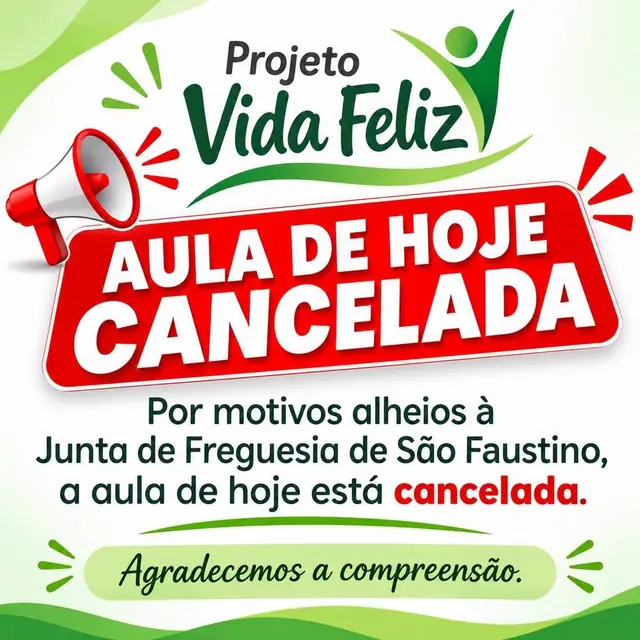 Projeto
Vida Feliz
AULA DE HOJE
CANCELADA
Por motivos alheios à
Junta de Freguesia de São Faustino,
a aula de hoje está cancelada.
Agradecemos a compreensão.